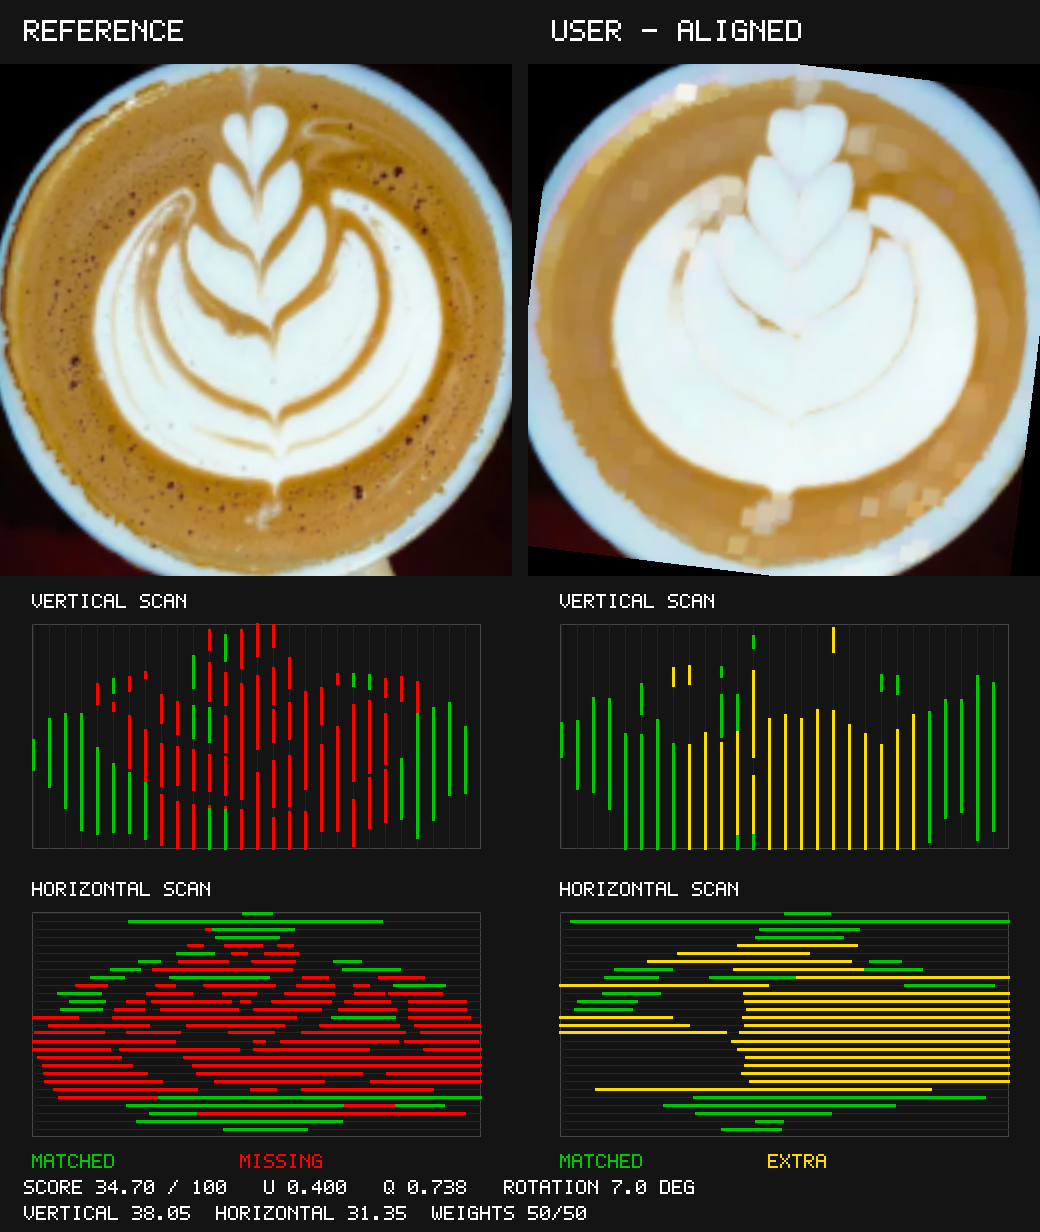 REFERENCE
USER - ALIGNED
VERTICAL SCAN
VERTICAL SCAN
HORIZONTAL SCAN
HORIZONTAL SCAN
MATCHED MISSING
MATCHED EXTRA
SCORE 34.70 / 100 U 0.400 Q 0.738 ROTATION 7.0 DEG
VERTICAL 38.05 HORIZONTAL 31.35 WEIGHTS 50/50